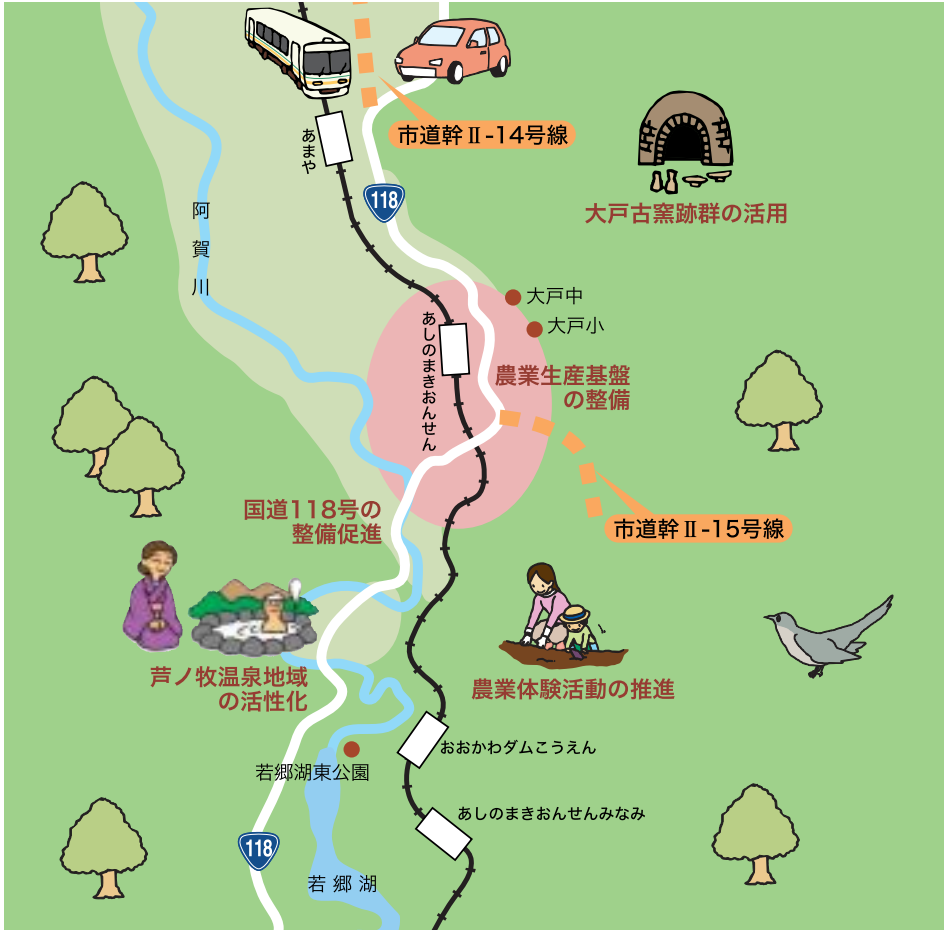 市道幹Ⅱ-14号線
あまや
118
阿賀川
大戸古窯跡群の活用
大戸中
大戸小
あしのまきおんせん
農業生産基盤
の整備
国道118号の
整備促進
市道幹Ⅱ-15号線
芦ノ牧温泉地域
の活性化
農業体験活動の推進
おおかわダムこうえん
若郷湖東公園
あしのまきおんせんみなみ
118
若郷湖